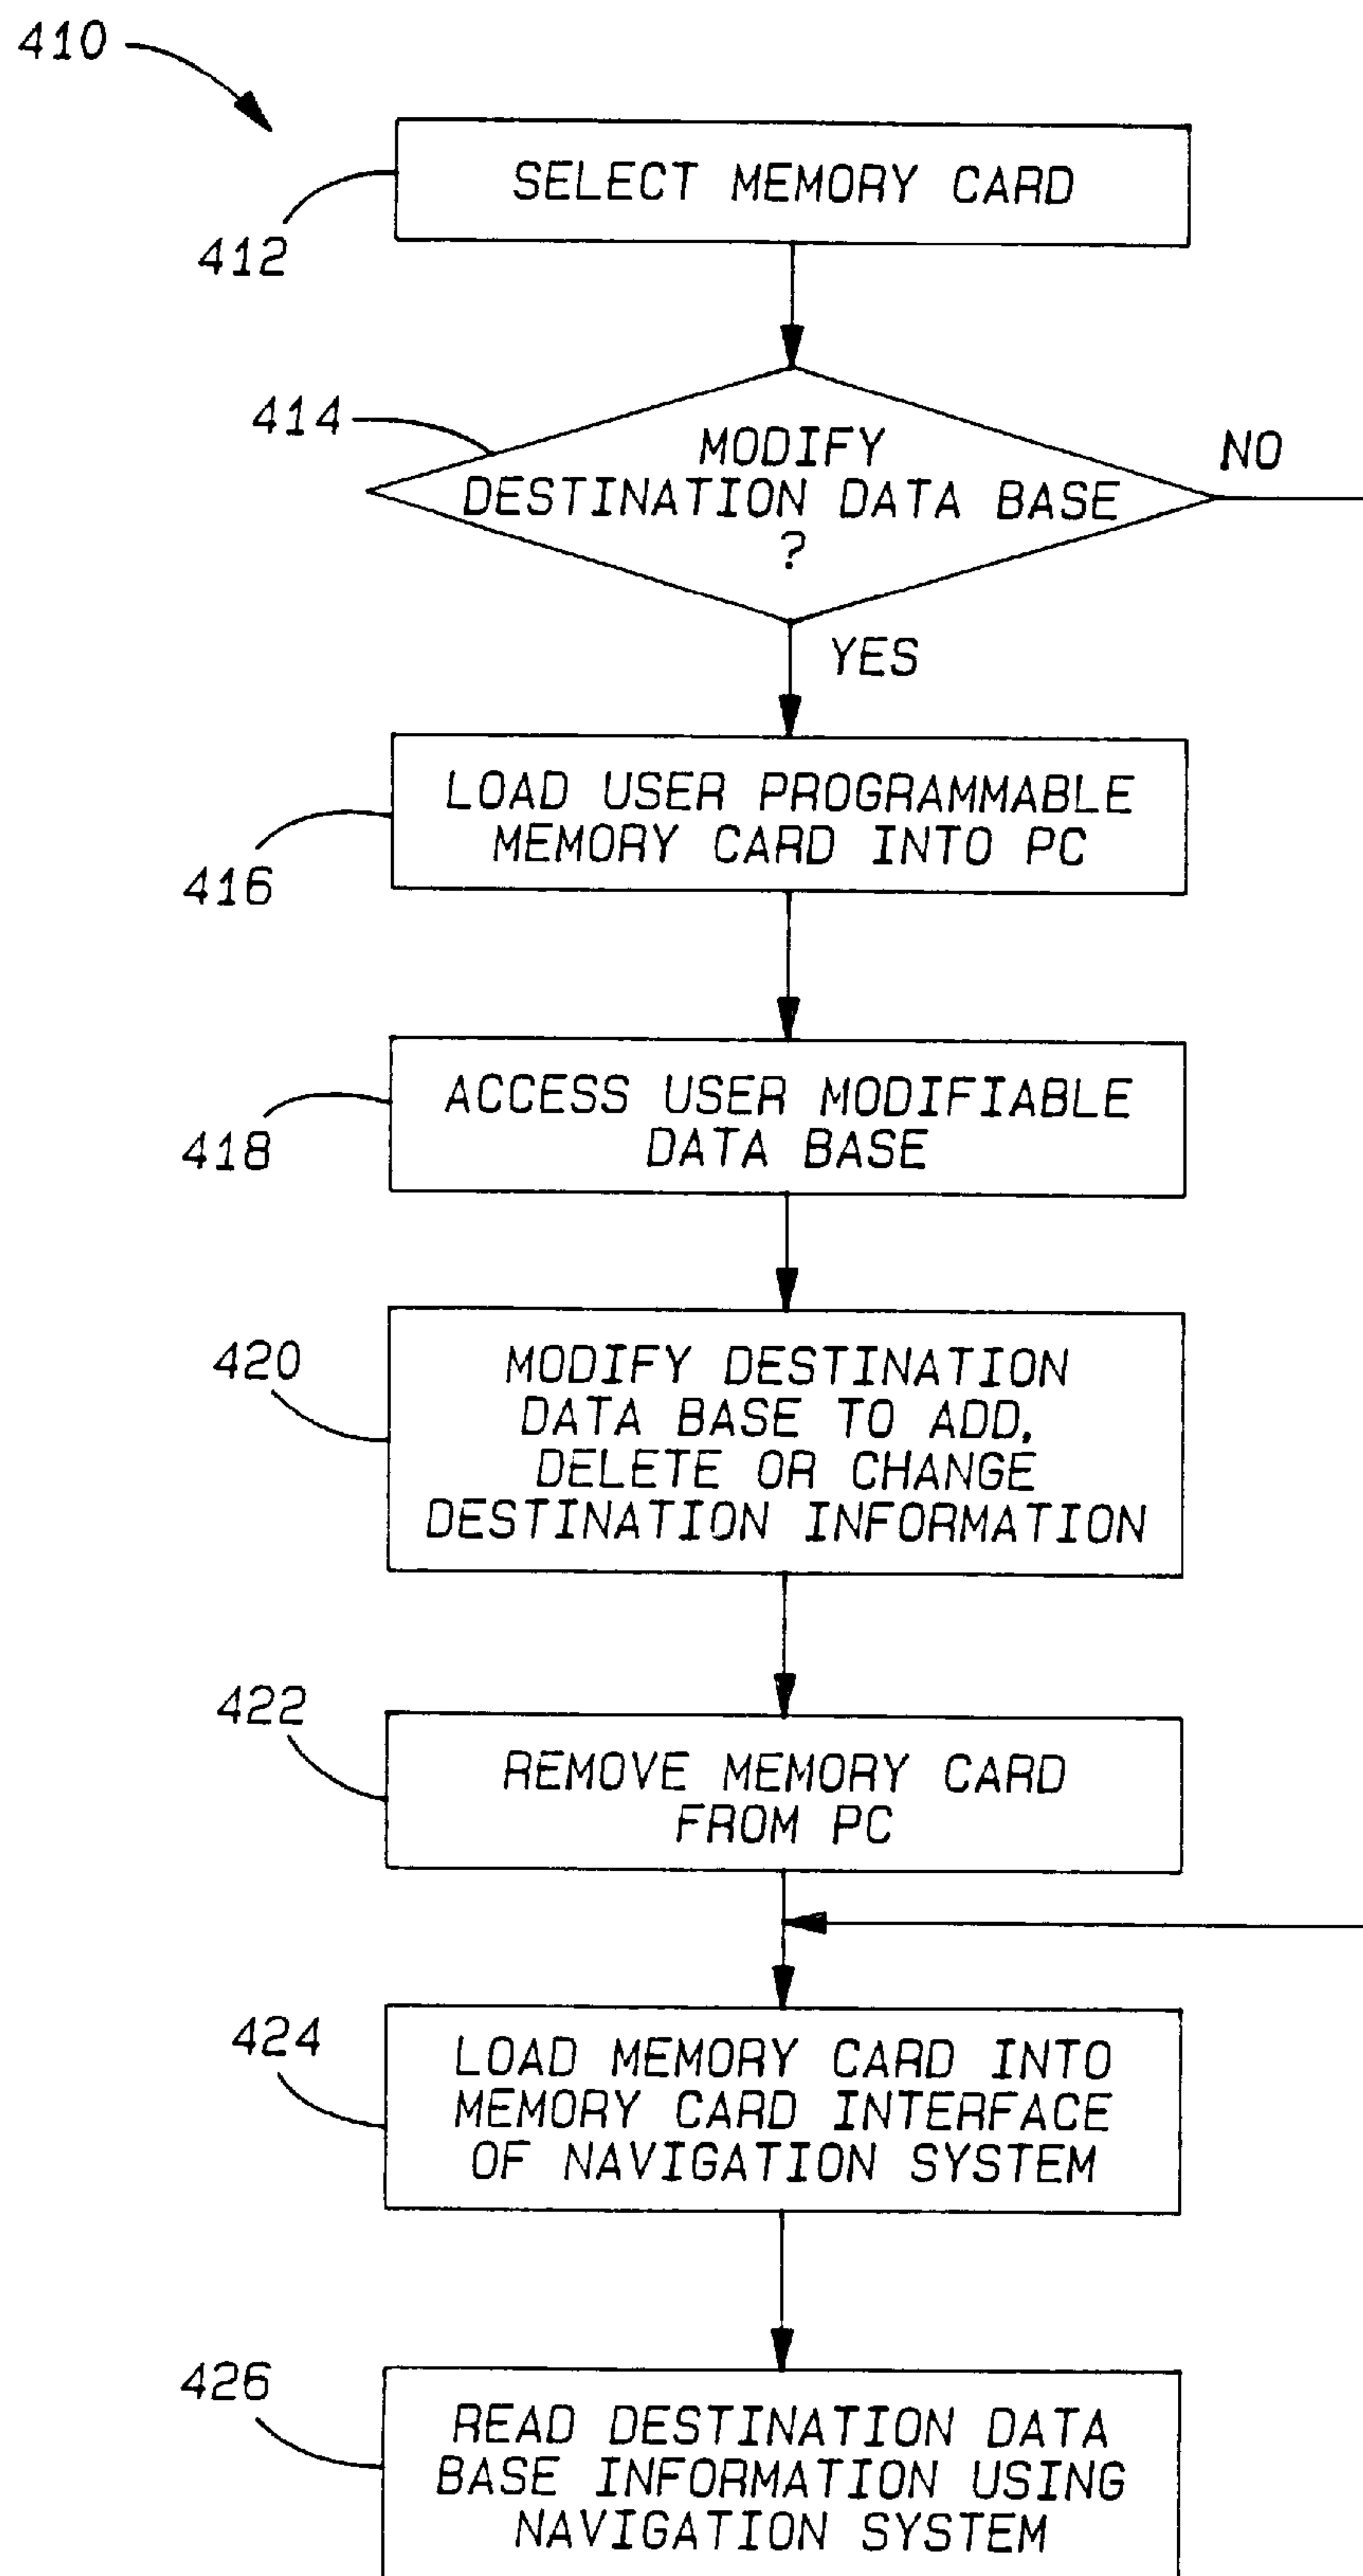 410
SELECT MEMORY CARD
412
414
MODIFY
DESTINATION DATA BASE
?
NO
YES
LOAD USER PROGRAMMABLE
MEMORY CARD INTO PC
416
ACCESS USER MODIFIABLE
DATA BASE
418
420
MODIFY DESTINATION
DATA BASE TO ADD,
DELETE OR CHANGE
DESTINATION INFORMATION
422
REMOVE MEMORY CARD
FROM PC
424
LOAD MEMORY CARD INTO
MEMORY CARD INTERFACE
OF NAVIGATION SYSTEM
426
READ DESTINATION DATA
BASE INFORMATION USING
NAVIGATION SYSTEM